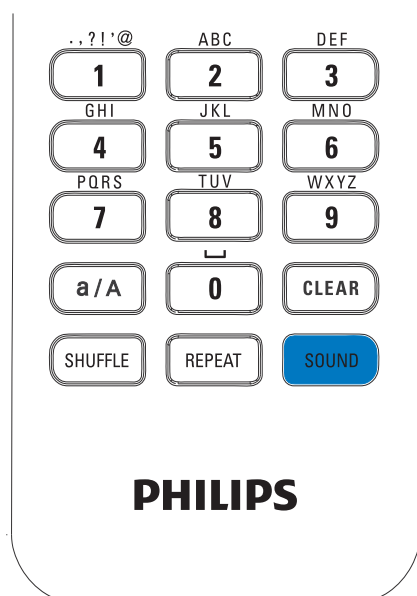 .,?!'@ ABC DEF
1 2 3
GHI JKL MNO
4 5 6
PQRS TUV WXYZ
7 8 9
a/A 0 CLEAR
SHUFFLE REPEAT SOUND
PHILIPS